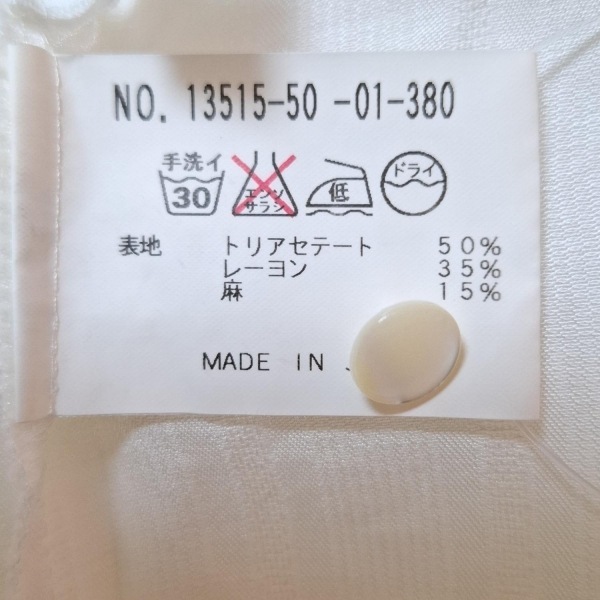 NO. 13515-50 -01-380
手洗イ 30 エンソサラシ 低 ドライ
表地 トリアセテート 50%
レーヨン 35%
麻 15%
MADE IN